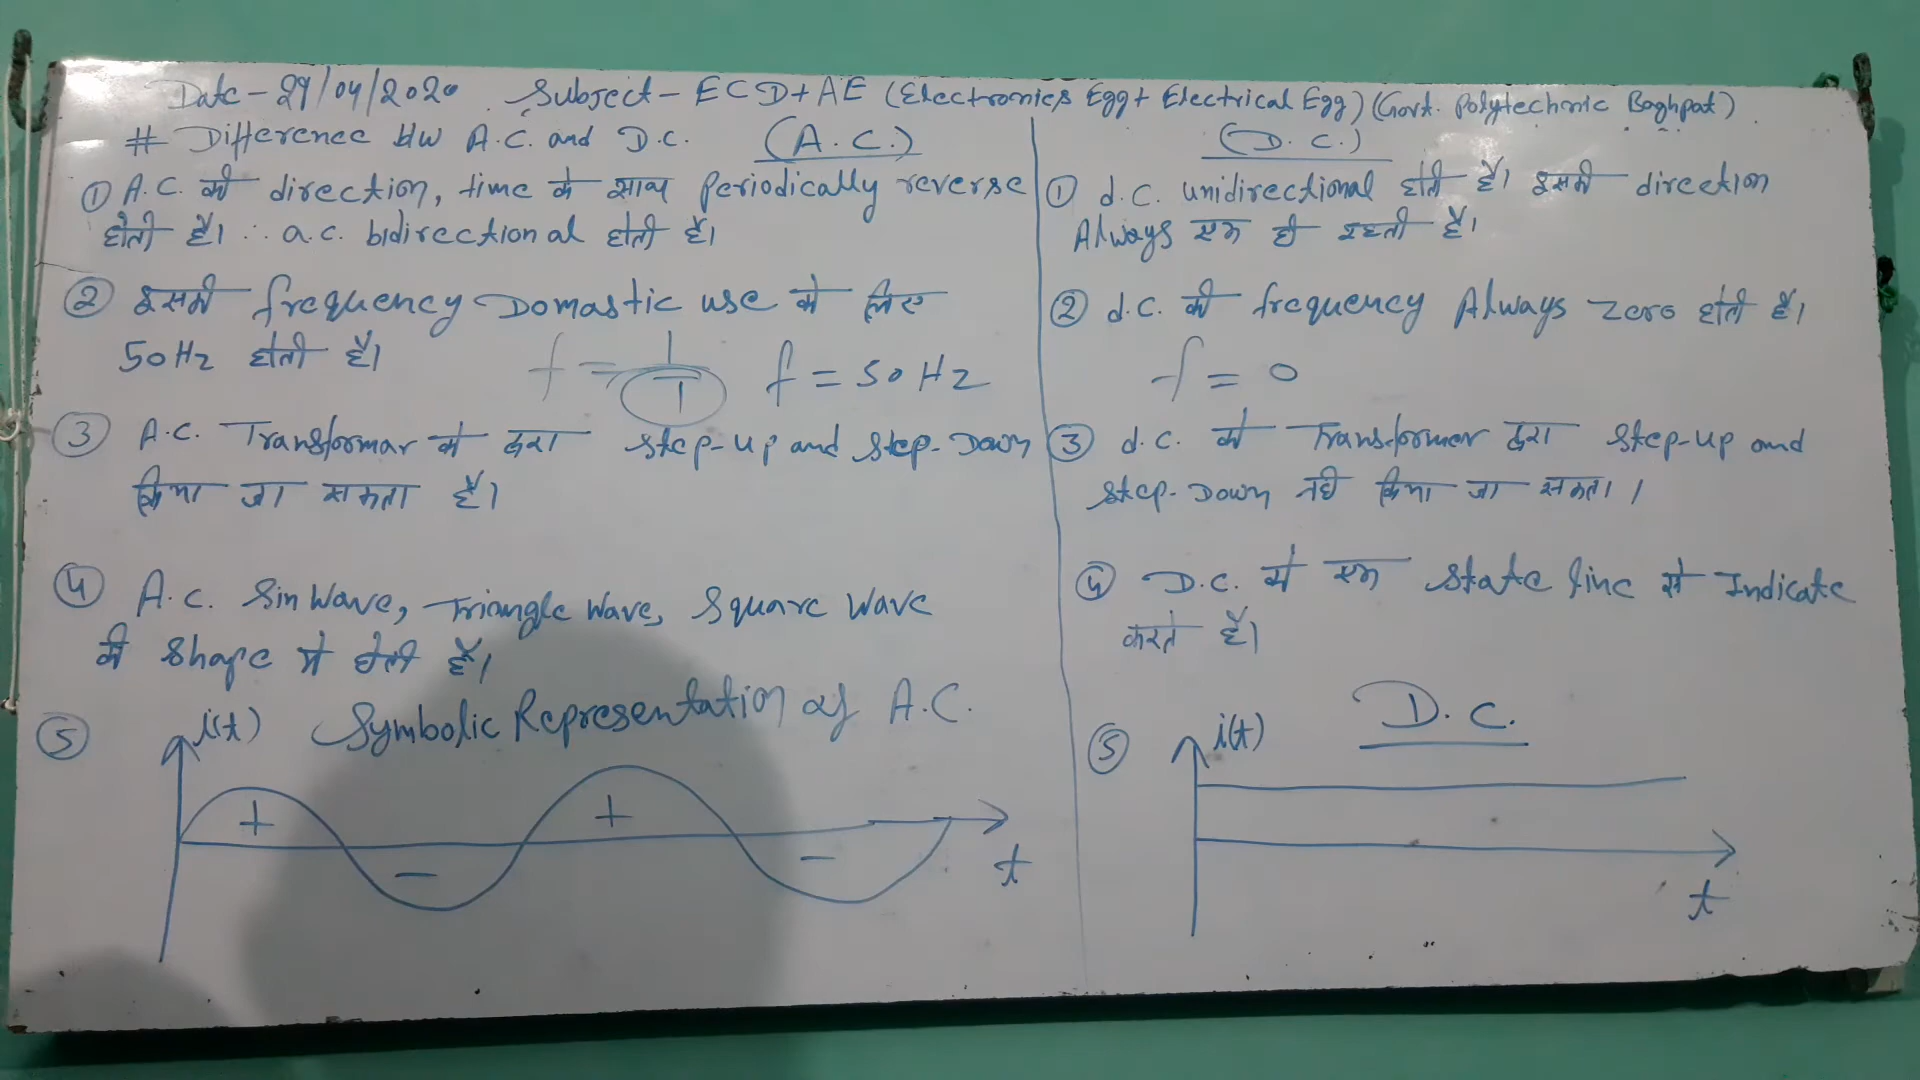 Date - 29/04/2020 Subject - ECD+AE (Electronics Egg + Electrical Egg) (Govt. Polytechnic Baghpat)
# Difference b/w A.C. and D.C. (A.C.)
① A.C. की direction, time के साथ Periodically reverse
होती है। ∴ a.c. bidirectional होती है।
② इसकी frequency Domastic use के लिए
50Hz होती है।
f = 1/T f = 50 Hz
③ A.C. Transformar के द्वारा step-up and step-Down
किया जा सकता है।
④ A.C. Sin Wave, Triangle Wave, Square Wave
की Shape में होती है।
⑤ i(t) Symbolic Representation of A.C.
+ - + -
t
(D.C.)
① d.c. unidirectional होती है। इसकी direction
Always एक ही रहती है।
② d.c. की frequency Always Zero होती है।
f = 0
③ d.c. को Transformer द्वारा step-up and
step-Down नही किया जा सकता।
④ D.C. को एक state line से Indicate
करते है।
⑤ i(t) D.C.
t